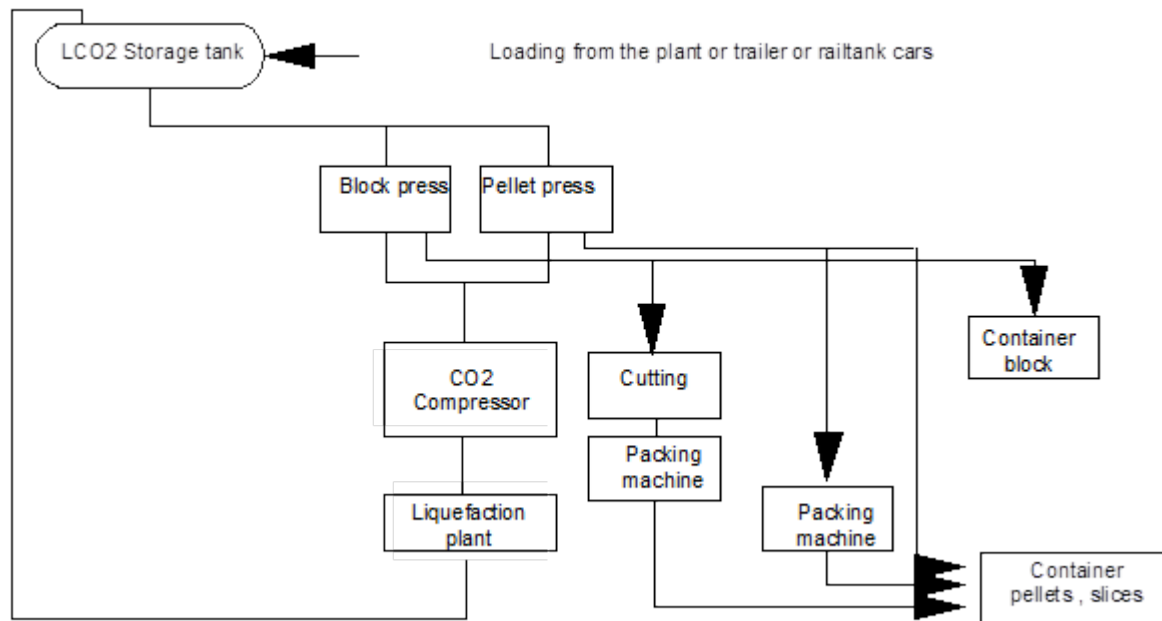 LCO2 Storage tank
Loading from the plant or trailer or railtank cars
Block press
Pellet press
Container
block
CO2
Compressor
Cutting
Packing
machine
Liquefaction
plant
Packing
machine
Container
pellets , slices